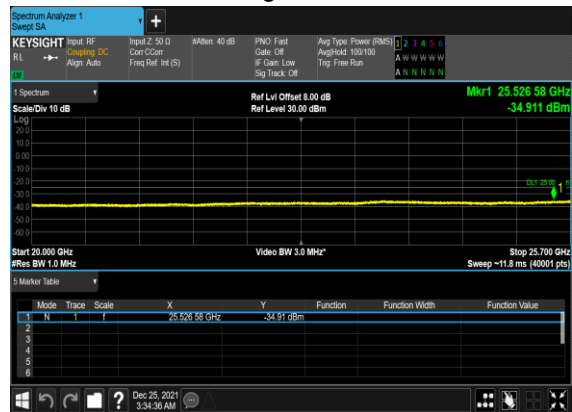 Spectrum Analyzer 1
Swept SA
+
KEYSIGHT Input: RF Input Z: 50 Ω #Atten: 40 dB PNO: Fast Avg Type: Power (RMS) 1 2 3 4 5 6
RL Coupling: DC Corr CCorr Gate: Off Avg|Hold: 100/100 A W W W W W
Align: Auto Freq Ref: Int (S) IF Gain: Low Trig: Free Run
LW Sig Track: Off A N N N N N
1 Spectrum Ref Lvl Offset 8.00 dB Mkr1 25.526 58 GHz
Scale/Div 10 dB Ref Level 30.00 dBm -34.911 dBm
Log
20.0
10.0
0.00
-10.0
-20.0
DL1 -25.00
1
-30.0
-40.0
-50.0
-60.0
Start 20.000 GHz Video BW 3.0 MHz* Stop 25.700 GHz
#Res BW 1.0 MHz Sweep ~11.8 ms (40001 pts)
5 Marker Table
Mode Trace Scale X Y Function Function Width Function Value
1 N 1 f 25.526 58 GHz -34.91 dBm
2
3
4
5
6
? Dec 25, 2021
3:34:36 AM